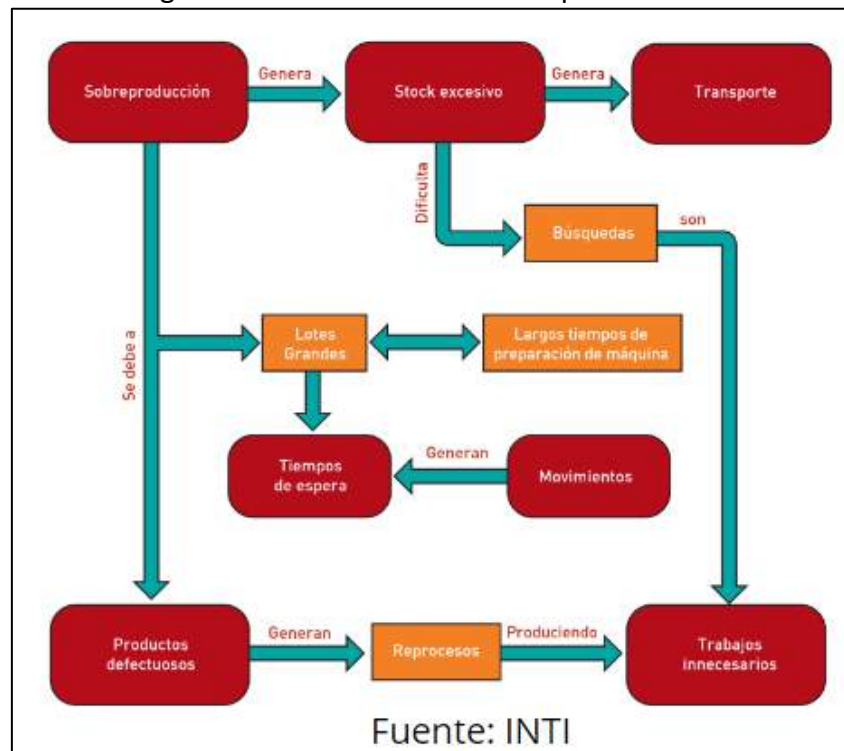 Genera
Genera
Sobreproducción
Stock excesivo
Transporte
Dificulta
Búsquedas
son
Se debe a
Lotes
Grandes
Largos tiempos de
preparación de máquina
Tiempos
de espera
Generan
Movimientos
Productos
defectuosos
Generan
Reprocesos
Produciendo
Trabajos
innecesarios
Fuente: INTI